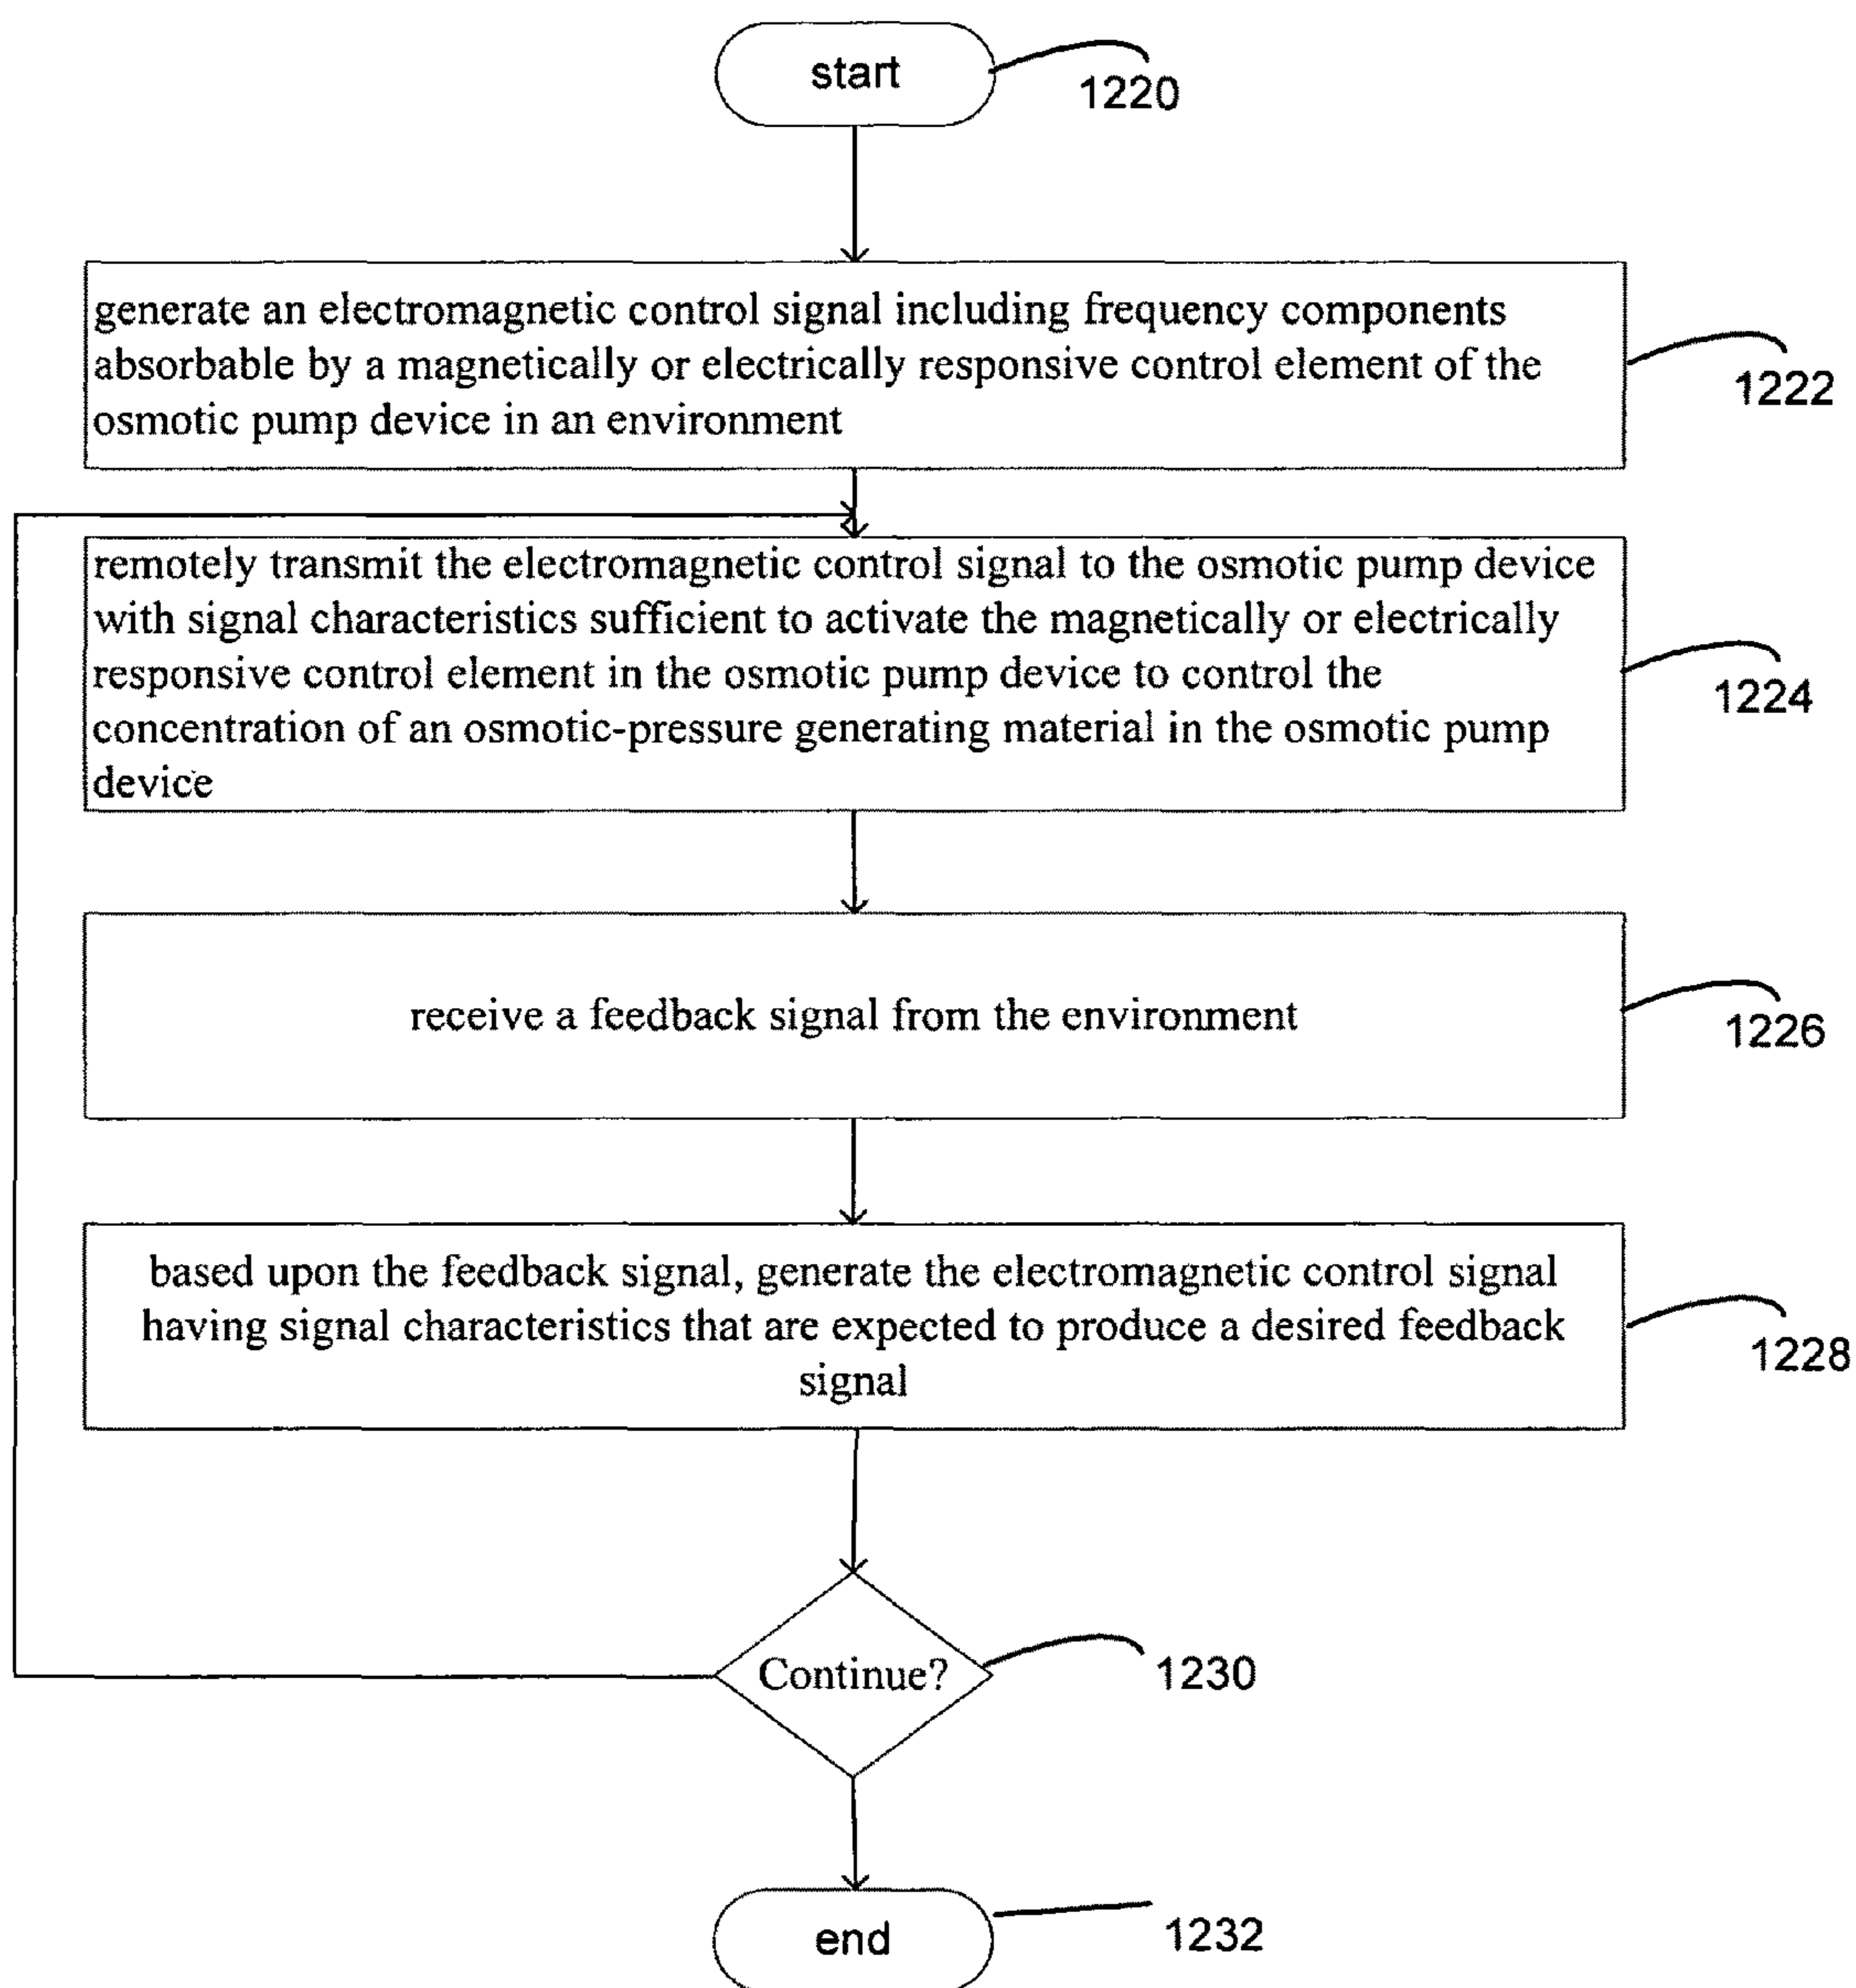 start
1220
generate an electromagnetic control signal including frequency components
absorbable by a magnetically or electrically responsive control element of the
osmotic pump device in an environment
1222
remotely transmit the electromagnetic control signal to the osmotic pump device
with signal characteristics sufficient to activate the magnetically or electrically
responsive control element in the osmotic pump device to control the
concentration of an osmotic-pressure generating material in the osmotic pump
device
1224
receive a feedback signal from the environment
1226
based upon the feedback signal, generate the electromagnetic control signal
having signal characteristics that are expected to produce a desired feedback
signal
1228
Continue?
1230
end
1232